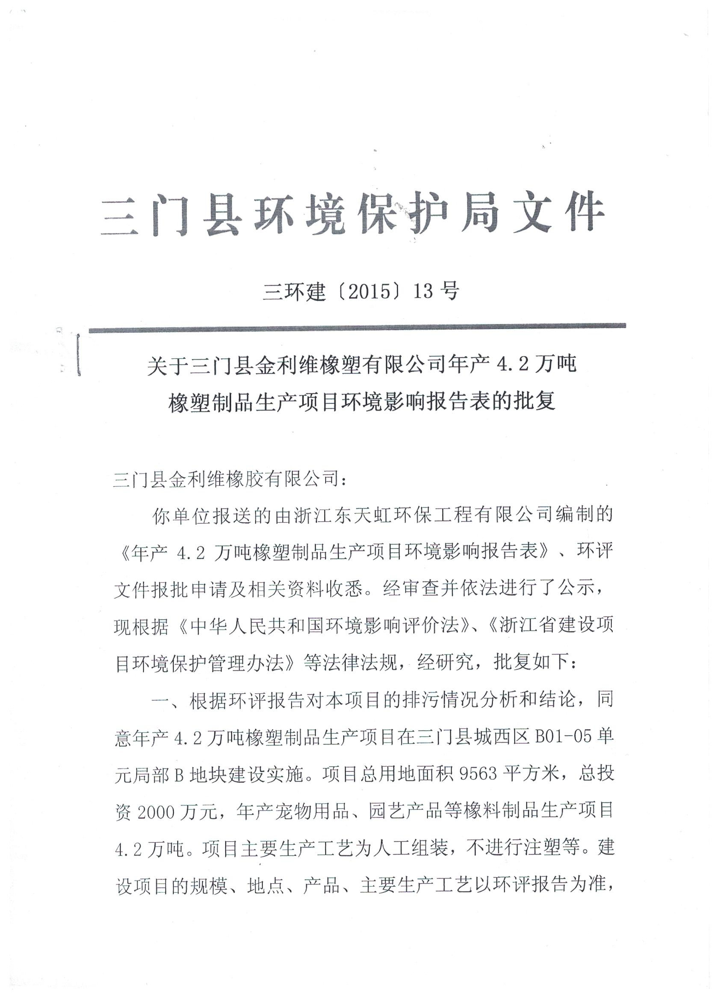 三门县环境保护局文件
三环建〔2015〕13号
关于三门县金利维橡塑有限公司年产4.2万吨
橡塑制品生产项目环境影响报告表的批复
三门县金利维橡胶有限公司：
你单位报送的由浙江东天虹环保工程有限公司编制的
《年产 4.2 万吨橡塑制品生产项目环境影响报告表》、环评
文件报批申请及相关资料收悉。经审查并依法进行了公示，
现根据《中华人民共和国环境影响评价法》、《浙江省建设项
目环境保护管理办法》等法律法规，经研究，批复如下：
一、根据环评报告对本项目的排污情况分析和结论，同
意年产4.2万吨橡塑制品生产项目在三门县城西区B01-05单
元局部B地块建设实施。项目总用地面积9563平方米，总投
资2000万元，年产宠物用品、园艺产品等橡料制品生产项目
4.2万吨。项目主要生产工艺为人工组装，不进行注塑等。建
设项目的规模、地点、产品、主要生产工艺以环评报告为准，